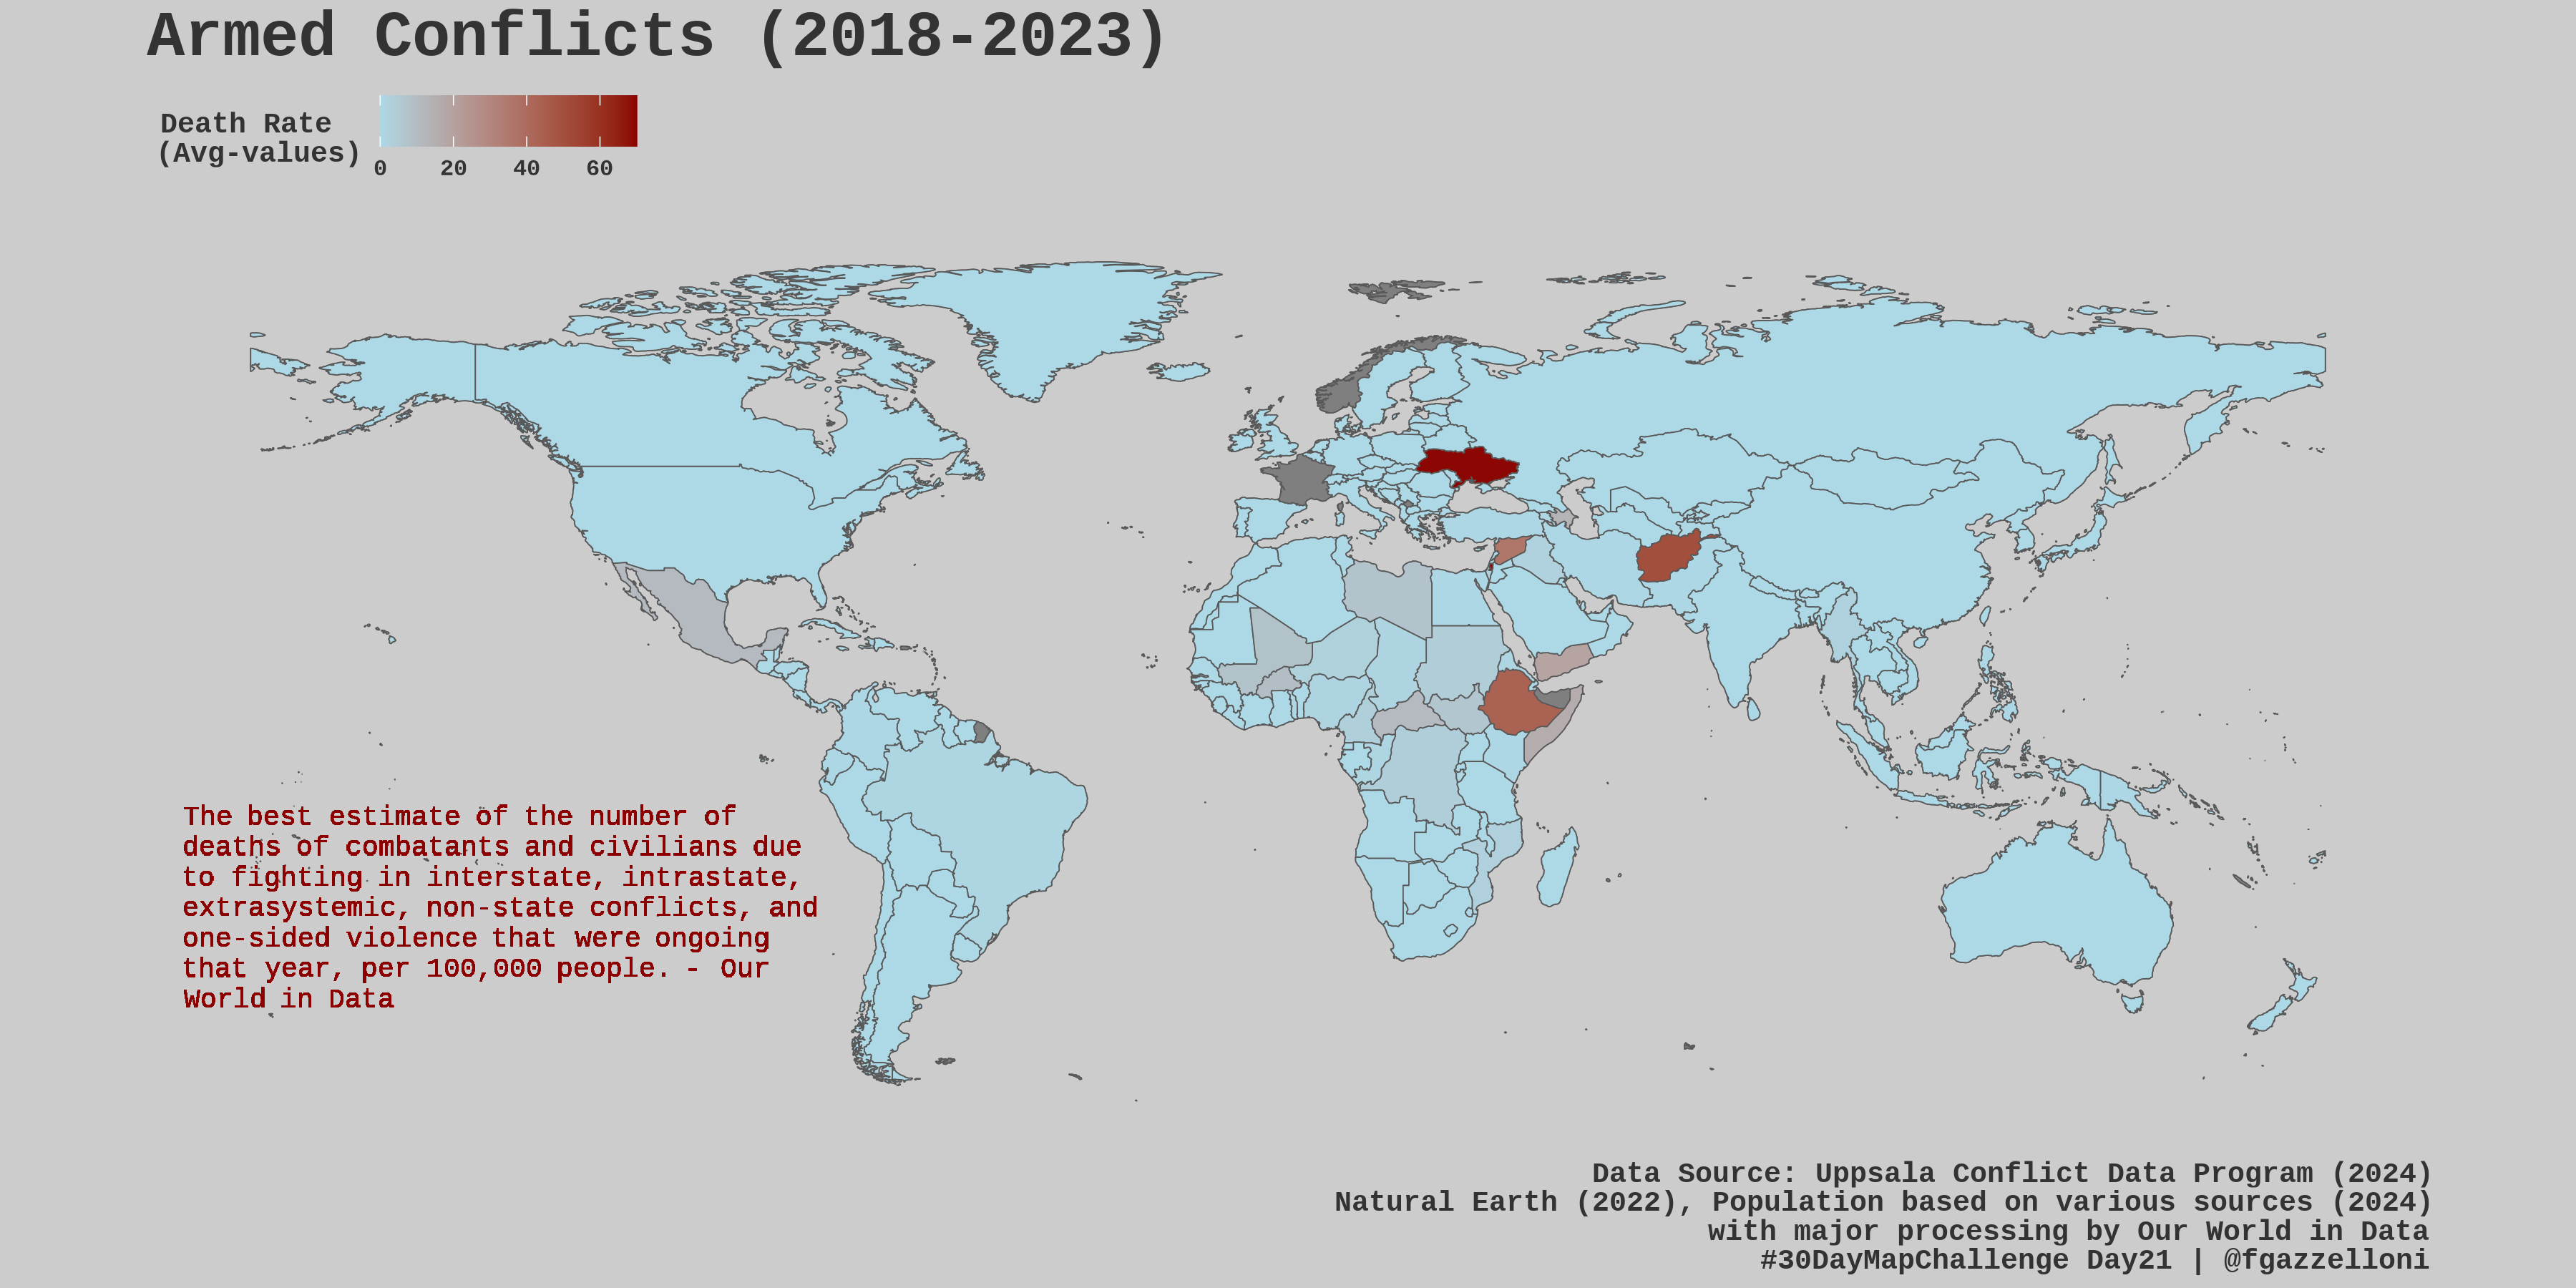 Armed Conflicts (2018-2023)
Death Rate
(Avg-values)
0 20 40 60
The best estimate of the number of
deaths of combatants and civilians due
to fighting in interstate, intrastate,
extrasystemic, non-state conflicts, and
one-sided violence that were ongoing
that year, per 100,000 people. - Our
World in Data
Data Source: Uppsala Conflict Data Program (2024)
Natural Earth (2022), Population based on various sources (2024)
with major processing by Our World in Data
#30DayMapChallenge Day21 | @fgazzelloni